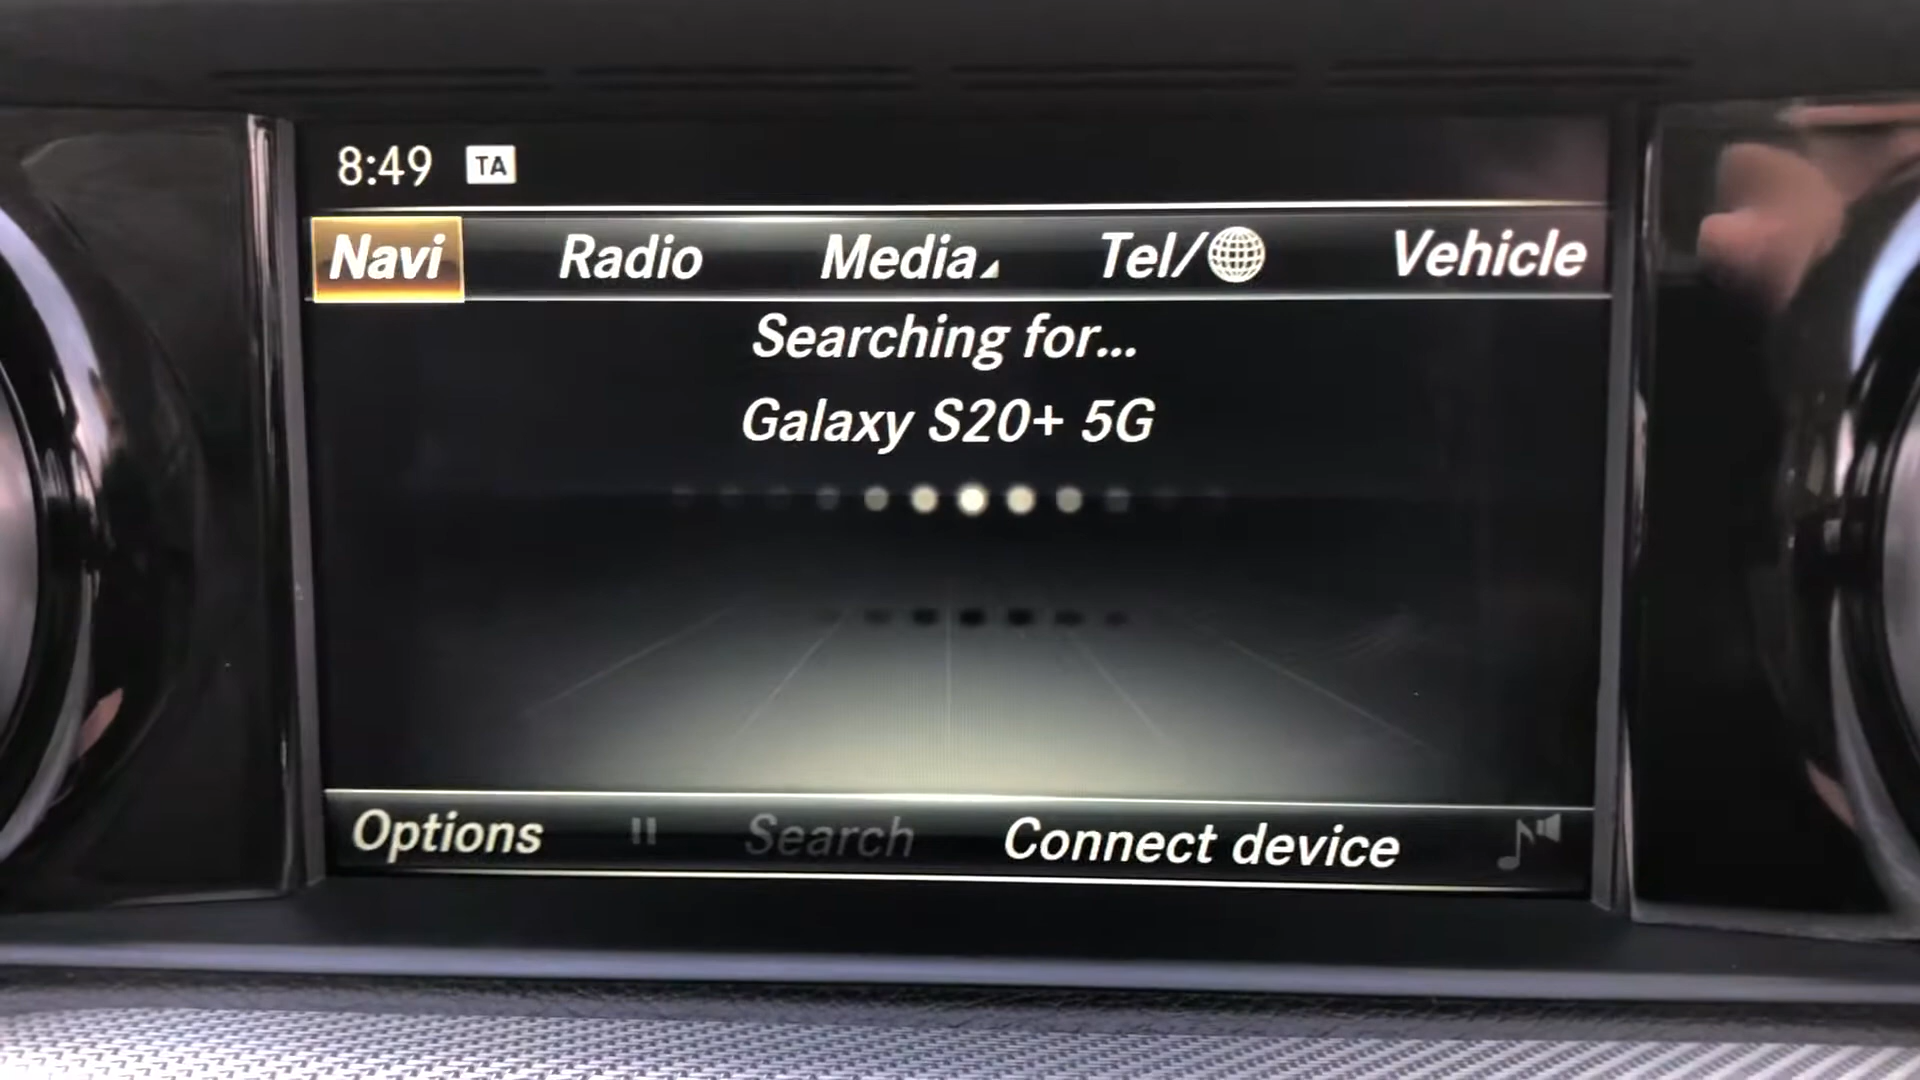 8:49 TA
Navi Radio Media Tel/ Vehicle
Searching for...
Galaxy S20+ 5G
Options Search Connect device